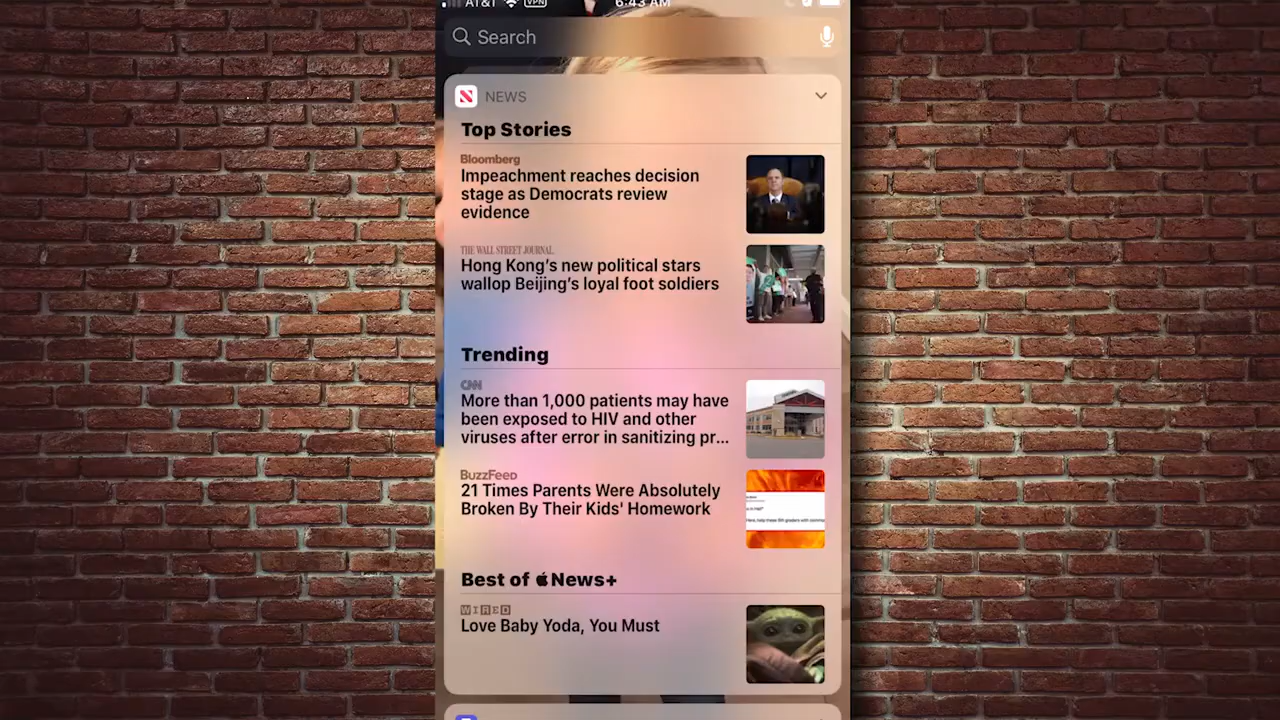 AT&T VPN 6:43 AM
Search
NEWS
Top Stories
Bloomberg
Impeachment reaches decision
stage as Democrats review
evidence
THE WALL STREET JOURNAL.
Hong Kong's new political stars
wallop Beijing's loyal foot soldiers
Trending
CNN
More than 1,000 patients may have
been exposed to HIV and other
viruses after error in sanitizing pr...
BuzzFeed
21 Times Parents Were Absolutely
Broken By Their Kids' Homework
Best of News+
WIRED
Love Baby Yoda, You Must